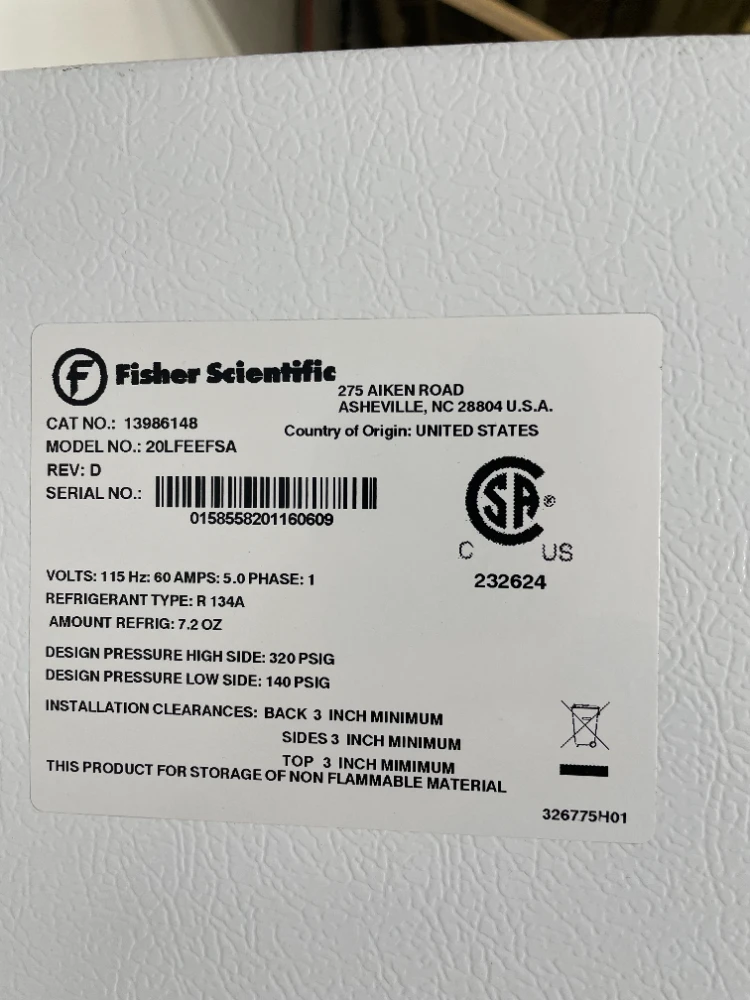 Fisher Scientific
275 AIKEN ROAD
ASHEVILLE, NC 28804 U.S.A.
CAT NO.: 13986148
Country of Origin: UNITED STATES
MODEL NO.: 20LFEEFSA
REV: D
SERIAL NO.:
0158558201160609
CSA®
C US
232624
VOLTS: 115 Hz: 60 AMPS: 5.0 PHASE: 1
REFRIGERANT TYPE: R 134A
AMOUNT REFRIG: 7.2 OZ
DESIGN PRESSURE HIGH SIDE: 320 PSIG
DESIGN PRESSURE LOW SIDE: 140 PSIG
INSTALLATION CLEARANCES: BACK 3 INCH MINIMUM
SIDES 3 INCH MINIMUM
TOP 3 INCH MIMIMUM
THIS PRODUCT FOR STORAGE OF NON FLAMMABLE MATERIAL
326775H01